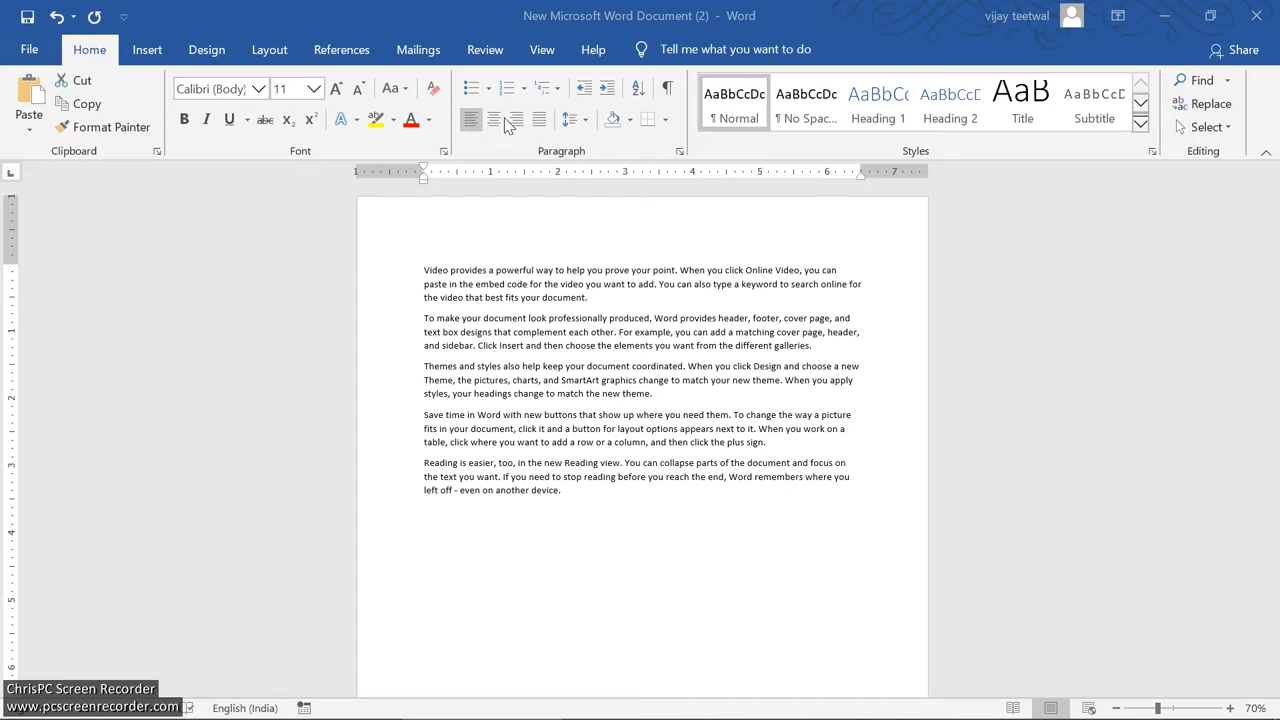 New Microsoft Word Document (2) - Word
vijay teetwal
File Home Insert Design Layout References Mailings Review View Help Tell me what you want to do Share
Paste
Cut
Copy
Format Painter
Clipboard
Calibri (Body) 11
Font
Paragraph
AaBbCcDc
¶ Normal
AaBbCcDc
¶ No Spac...
AaBbCc
Heading 1
AaBbCcD
Heading 2
AaB
Title
AaBbCcD
Subtitle
Styles
Find
Replace
Select
Editing
1 1 2 3 4 5 6 7
Video provides a powerful way to help you prove your point. When you click Online Video, you can
paste in the embed code for the video you want to add. You can also type a keyword to search online for
the video that best fits your document.
To make your document look professionally produced, Word provides header, footer, cover page, and
text box designs that complement each other. For example, you can add a matching cover page, header,
and sidebar. Click Insert and then choose the elements you want from the different galleries.
Themes and styles also help keep your document coordinated. When you click Design and choose a new
Theme, the pictures, charts, and SmartArt graphics change to match your new theme. When you apply
styles, your headings change to match the new theme.
Save time in Word with new buttons that show up where you need them. To change the way a picture
fits in your document, click it and a button for layout options appears next to it. When you work on a
table, click where you want to add a row or a column, and then click the plus sign.
Reading is easier, too, in the new Reading view. You can collapse parts of the document and focus on
the text you want. If you need to stop reading before you reach the end, Word remembers where you
left off - even on another device.
ChrisPC Screen Recorder
www.pcscreenrecorder.com
English (India)
70%